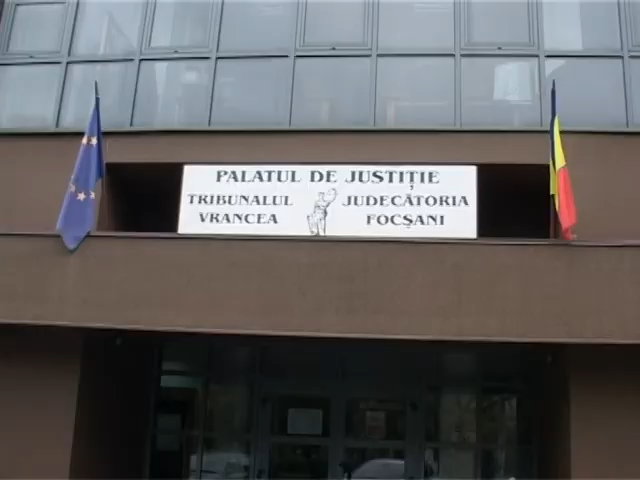 PALATUL DE JUSTIȚIE
TRIBUNALUL
VRANCEA
JUDECĂTORIA
FOCȘANI